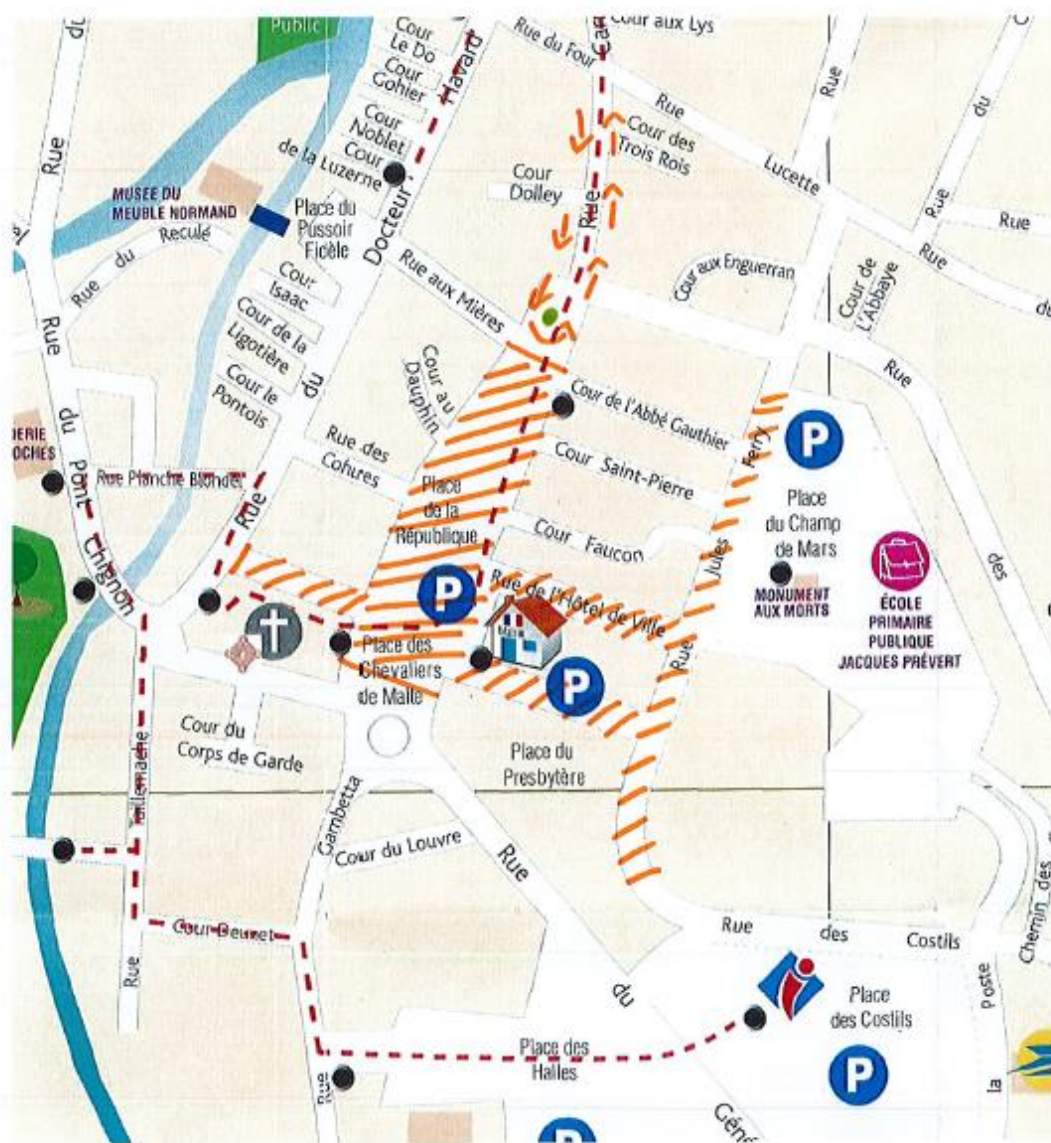 Public
Cour
Le Do
Cour
Gohier
Cour
Noblet
Cour
de la Luzerne
Havard
Docteur
du
Rue
Rue du Four
Cour aux Lys
Rue
Lucette
Rue
du
Cour des
Trois Rois
Cour
Dolley
Rue
Rue
du
Rue
Rue
MUSÉE DU
MEUBLE NORMAND
Place du
Pussoir
Ficèle
Rue du Reculé
Rue
Cour
Isaac
Cour de la
Ligotière
Cour le
Pontois
Rue aux Mières
Cour aux Enguerran
Cour de
L'Abbaye
Rue
des
Cour au
Dauphin
Cour de l'Abbé Gauthier
Rue des
Cohures
Cour Saint-Pierre
Place
de la
République
Cour Faucon
Rue
Jules
Ferry
P
Place
du Champ
de Mars
MONUMENT
AUX MORTS
ÉCOLE
PRIMAIRE
PUBLIQUE
JACQUES PRÉVERT
Rue
du
Pont
Chignon
Rue Planche Blondel
P
Rue de l'Hôtel de Ville
Place des
Chevaliers
de Malte
P
Place du
Presbytère
Cour du
Corps de Garde
Taillemache
Rue
Gambetta
Rue
Cour du Louvre
Rue
du
Cour Deuret
Rue des Costils
Chemin des
Place
des Costils
Poste
la
Place des
Halles
P
P